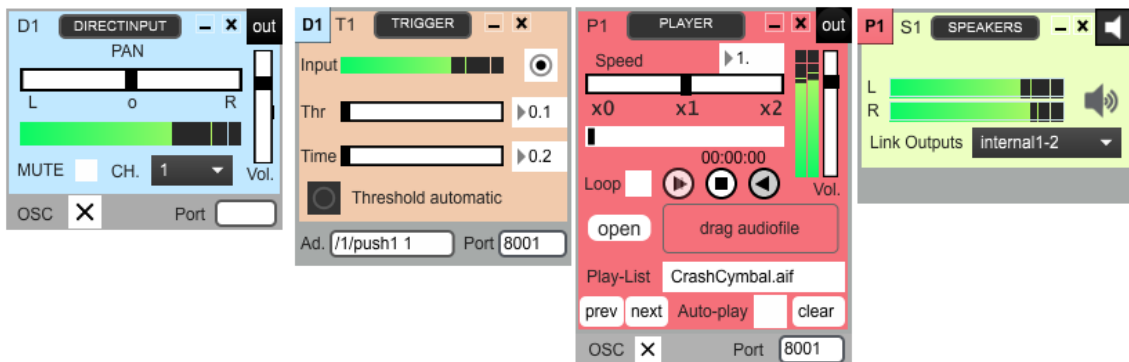 D1 DIRECTINPUT out
PAN
L o R
MUTE CH. 1 Vol.
OSC X Port
D1 T1 TRIGGER
Input
Thr 0.1
Time 0.2
Threshold automatic
Ad. /1/push1 1 Port 8001
P1 PLAYER out
Speed 1.
x0 x1 x2
00:00:00
Loop Vol.
open drag audiofile
Play-List CrashCymbal.aif
prev next Auto-play clear
OSC X Port 8001
P1 S1 SPEAKERS
L
R
Link Outputs internal1-2